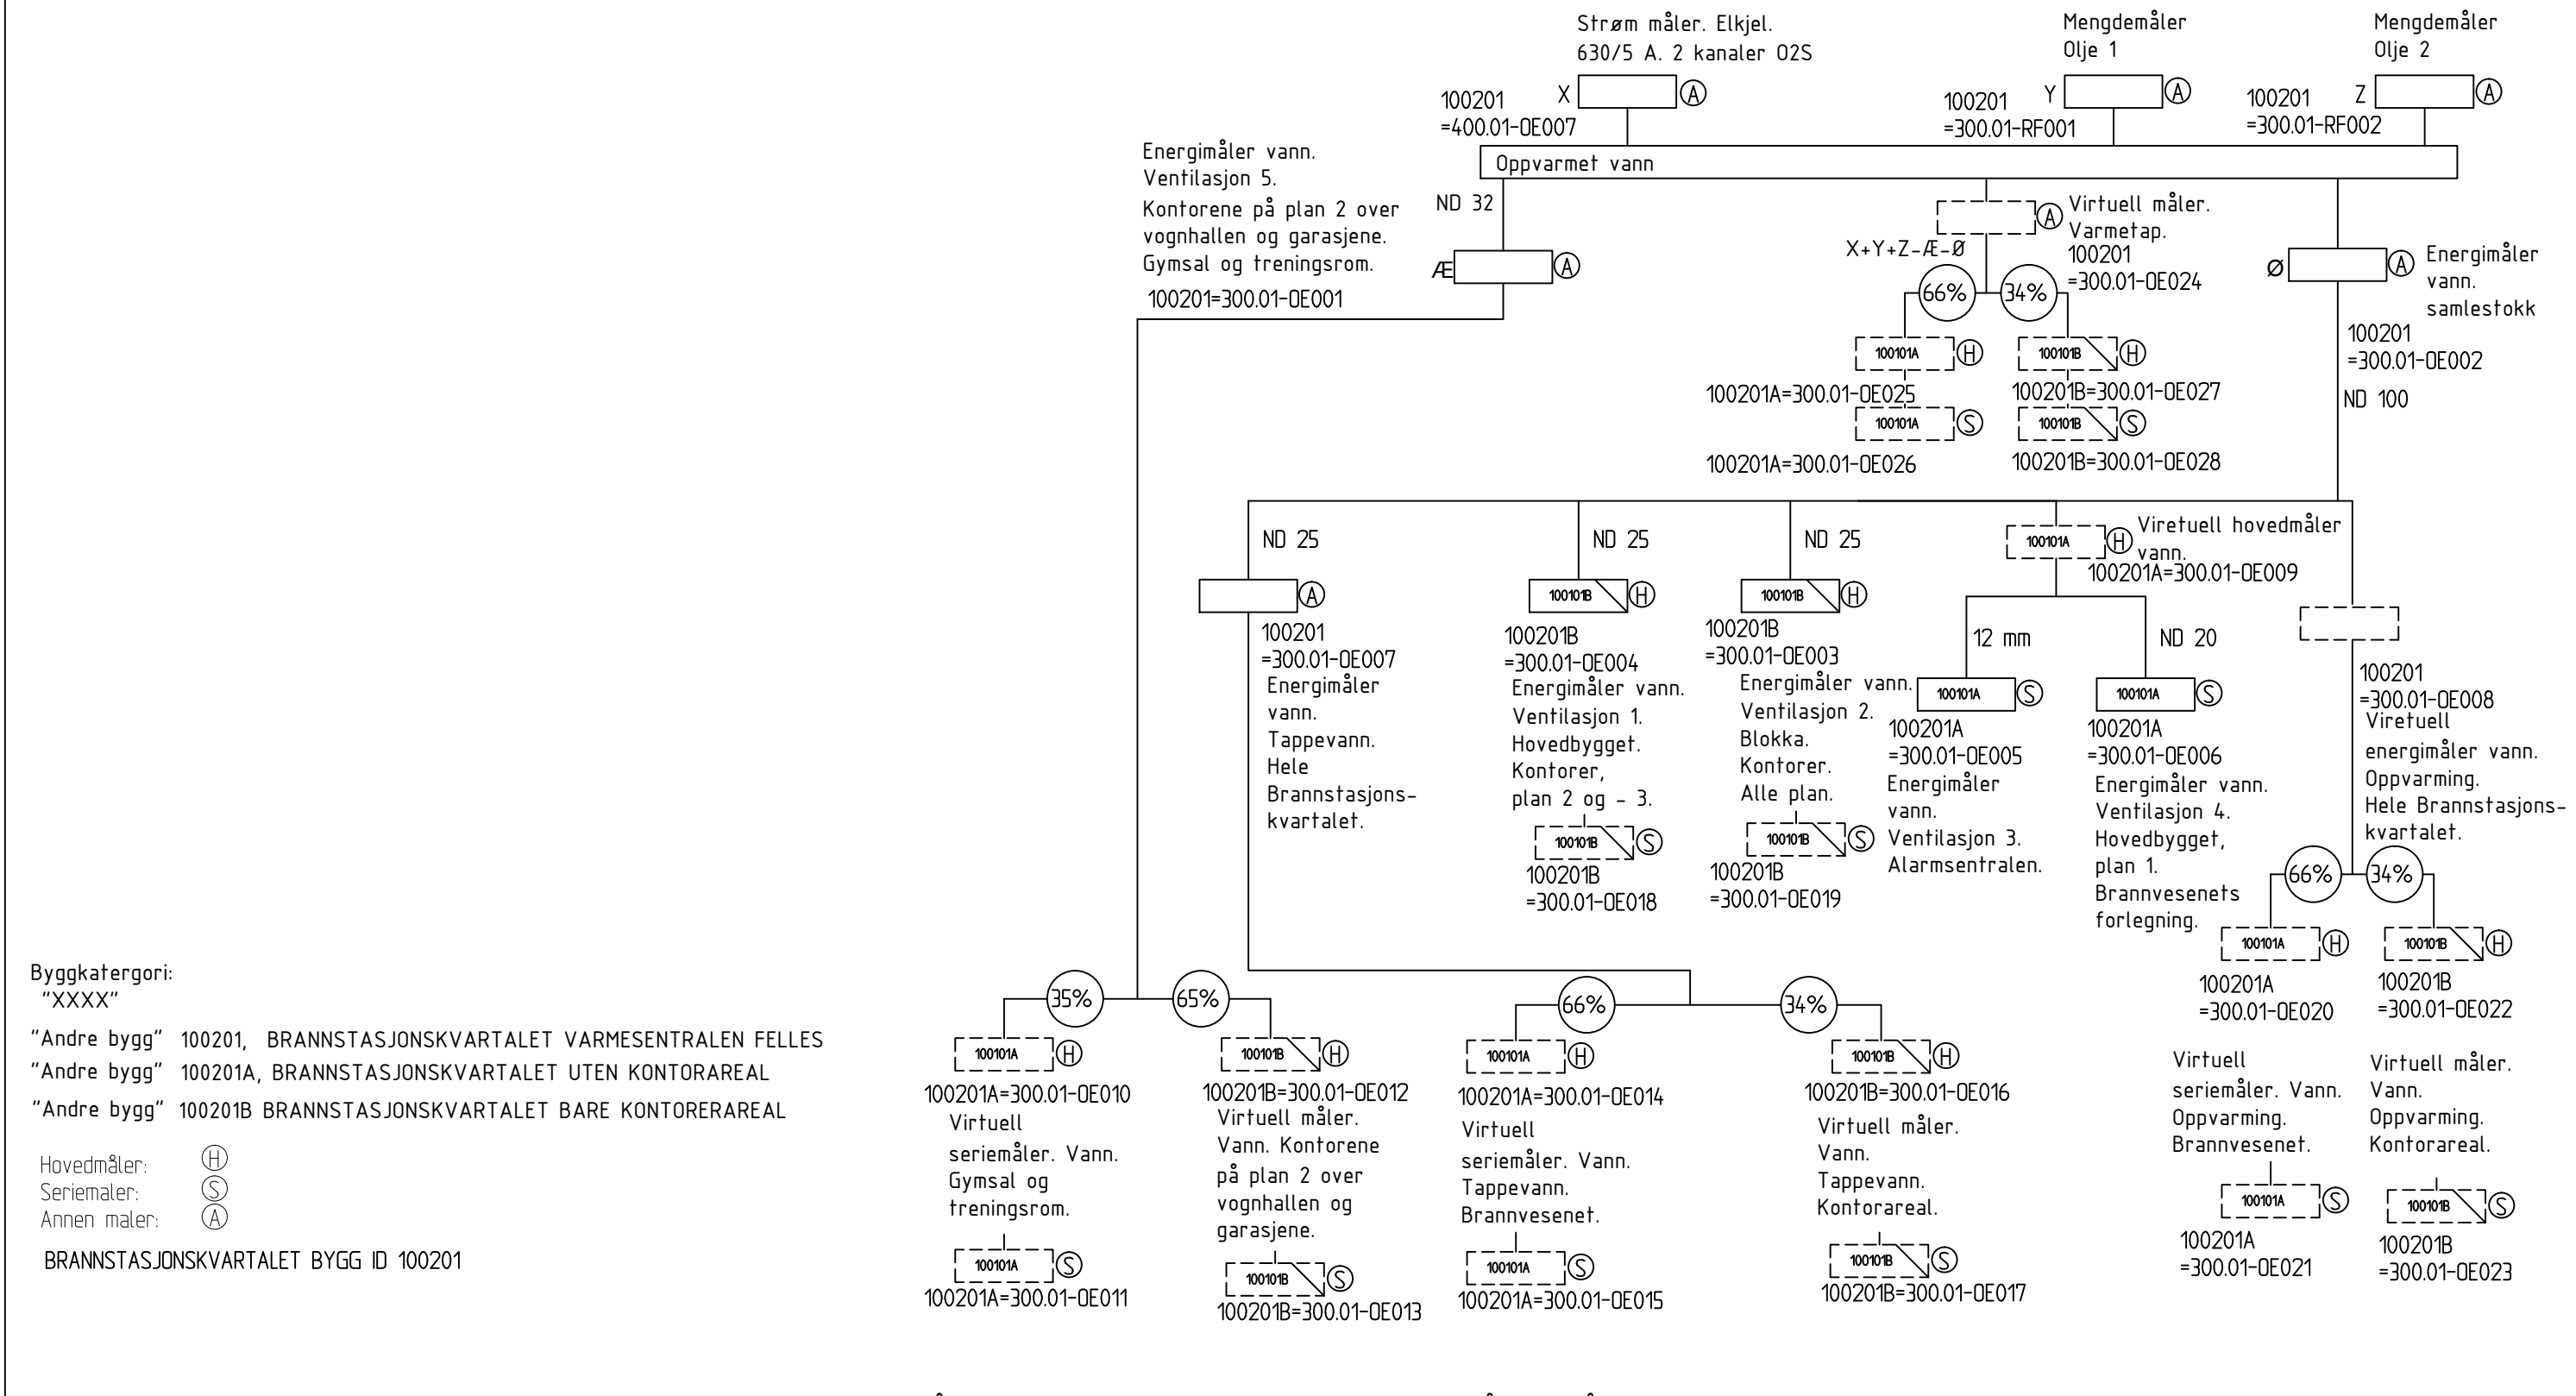 Strøm måler. Elkjel.
630/5 A. 2 kanaler O2S
100201
=400.01-OE007
X
A
Mengdemåler
Olje 1
100201
=300.01-RF001
Y
A
Mengdemåler
Olje 2
100201
=300.01-RF002
Z
A
Oppvarmet vann
Energimåler vann.
Ventilasjon 5.
Kontorene på plan 2 over
vognhallen og garasjene.
Gymsal og treningsrom.
100201=300.01-OE001
ND 32
Æ
A
A
Virtuell måler.
Varmetap.
100201
=300.01-OE024
X+Y+Z-Æ-Ø
66%
34%
100101A
H
100201A=300.01-OE025
100101A
S
100201A=300.01-OE026
100101B
H
100201B=300.01-OE027
100101B
S
100201B=300.01-OE028
Ø
A
Energimåler
vann.
samlestokk
100201
=300.01-OE002
ND 100
ND 25
A
100201
=300.01-OE007
Energimåler
vann.
Tappevann.
Hele
Brannstasjons-
kvartalet.
ND 25
100101B
H
100201B
=300.01-OE004
Energimåler vann.
Ventilasjon 1.
Hovedbygget.
Kontorer,
plan 2 og - 3.
100101B
S
100201B
=300.01-OE018
ND 25
100101B
H
100201B
=300.01-OE003
Energimåler vann.
Ventilasjon 2.
Blokka.
Kontorer.
Alle plan.
100101B
S
100201B
=300.01-OE019
100101A
H
Viretuell hovedmåler
vann.
100201A=300.01-OE009
12 mm
100101A
S
100201A
=300.01-OE005
Energimåler
vann.
Ventilasjon 3.
Alarmsentralen.
ND 20
100101A
S
100201A
=300.01-OE006
Energimåler vann.
Ventilasjon 4.
Hovedbygget,
plan 1.
Brannvesenets
forlegning.
100201
=300.01-OE008
Viretuell
energimåler vann.
Oppvarming.
Hele Brannstasjons-
kvartalet.
66%
34%
100101A
H
100201A
=300.01-OE020
Virtuell
seriemåler. Vann.
Oppvarming.
Brannvesenet.
100101A
S
100201A
=300.01-OE021
100101B
H
100201B
=300.01-OE022
Virtuell måler.
Vann.
Oppvarming.
Kontorareal.
100101B
S
100201B
=300.01-OE023
35%
65%
100101A
H
100201A=300.01-OE010
Virtuell
seriemåler. Vann.
Gymsal og
treningsrom.
100101A
S
100201A=300.01-OE011
100101B
H
100201B=300.01-OE012
Virtuell måler.
Vann. Kontorene
på plan 2 over
vognhallen og
garasjene.
100101B
S
100201B=300.01-OE013
66%
34%
100101A
H
100201A=300.01-OE014
Virtuell
seriemåler. Vann.
Tappevann.
Brannvesenet.
100101A
S
100201A=300.01-OE015
100101B
H
100201B=300.01-OE016
Virtuell måler.
Vann.
Tappevann.
Kontorareal.
100101B
S
100201B=300.01-OE017
Byggkatergori:
"XXXX"
"Andre bygg" 100201, BRANNSTASJONSKVARTALET VARMESENTRALEN FELLES
"Andre bygg" 100201A, BRANNSTASJONSKVARTALET UTEN KONTORAREAL
"Andre bygg" 100201B BRANNSTASJONSKVARTALET BARE KONTORERAREAL
Hovedmåler: H
Seriemaler: S
Annen maler: A
BRANNSTASJONSKVARTALET BYGG ID 100201